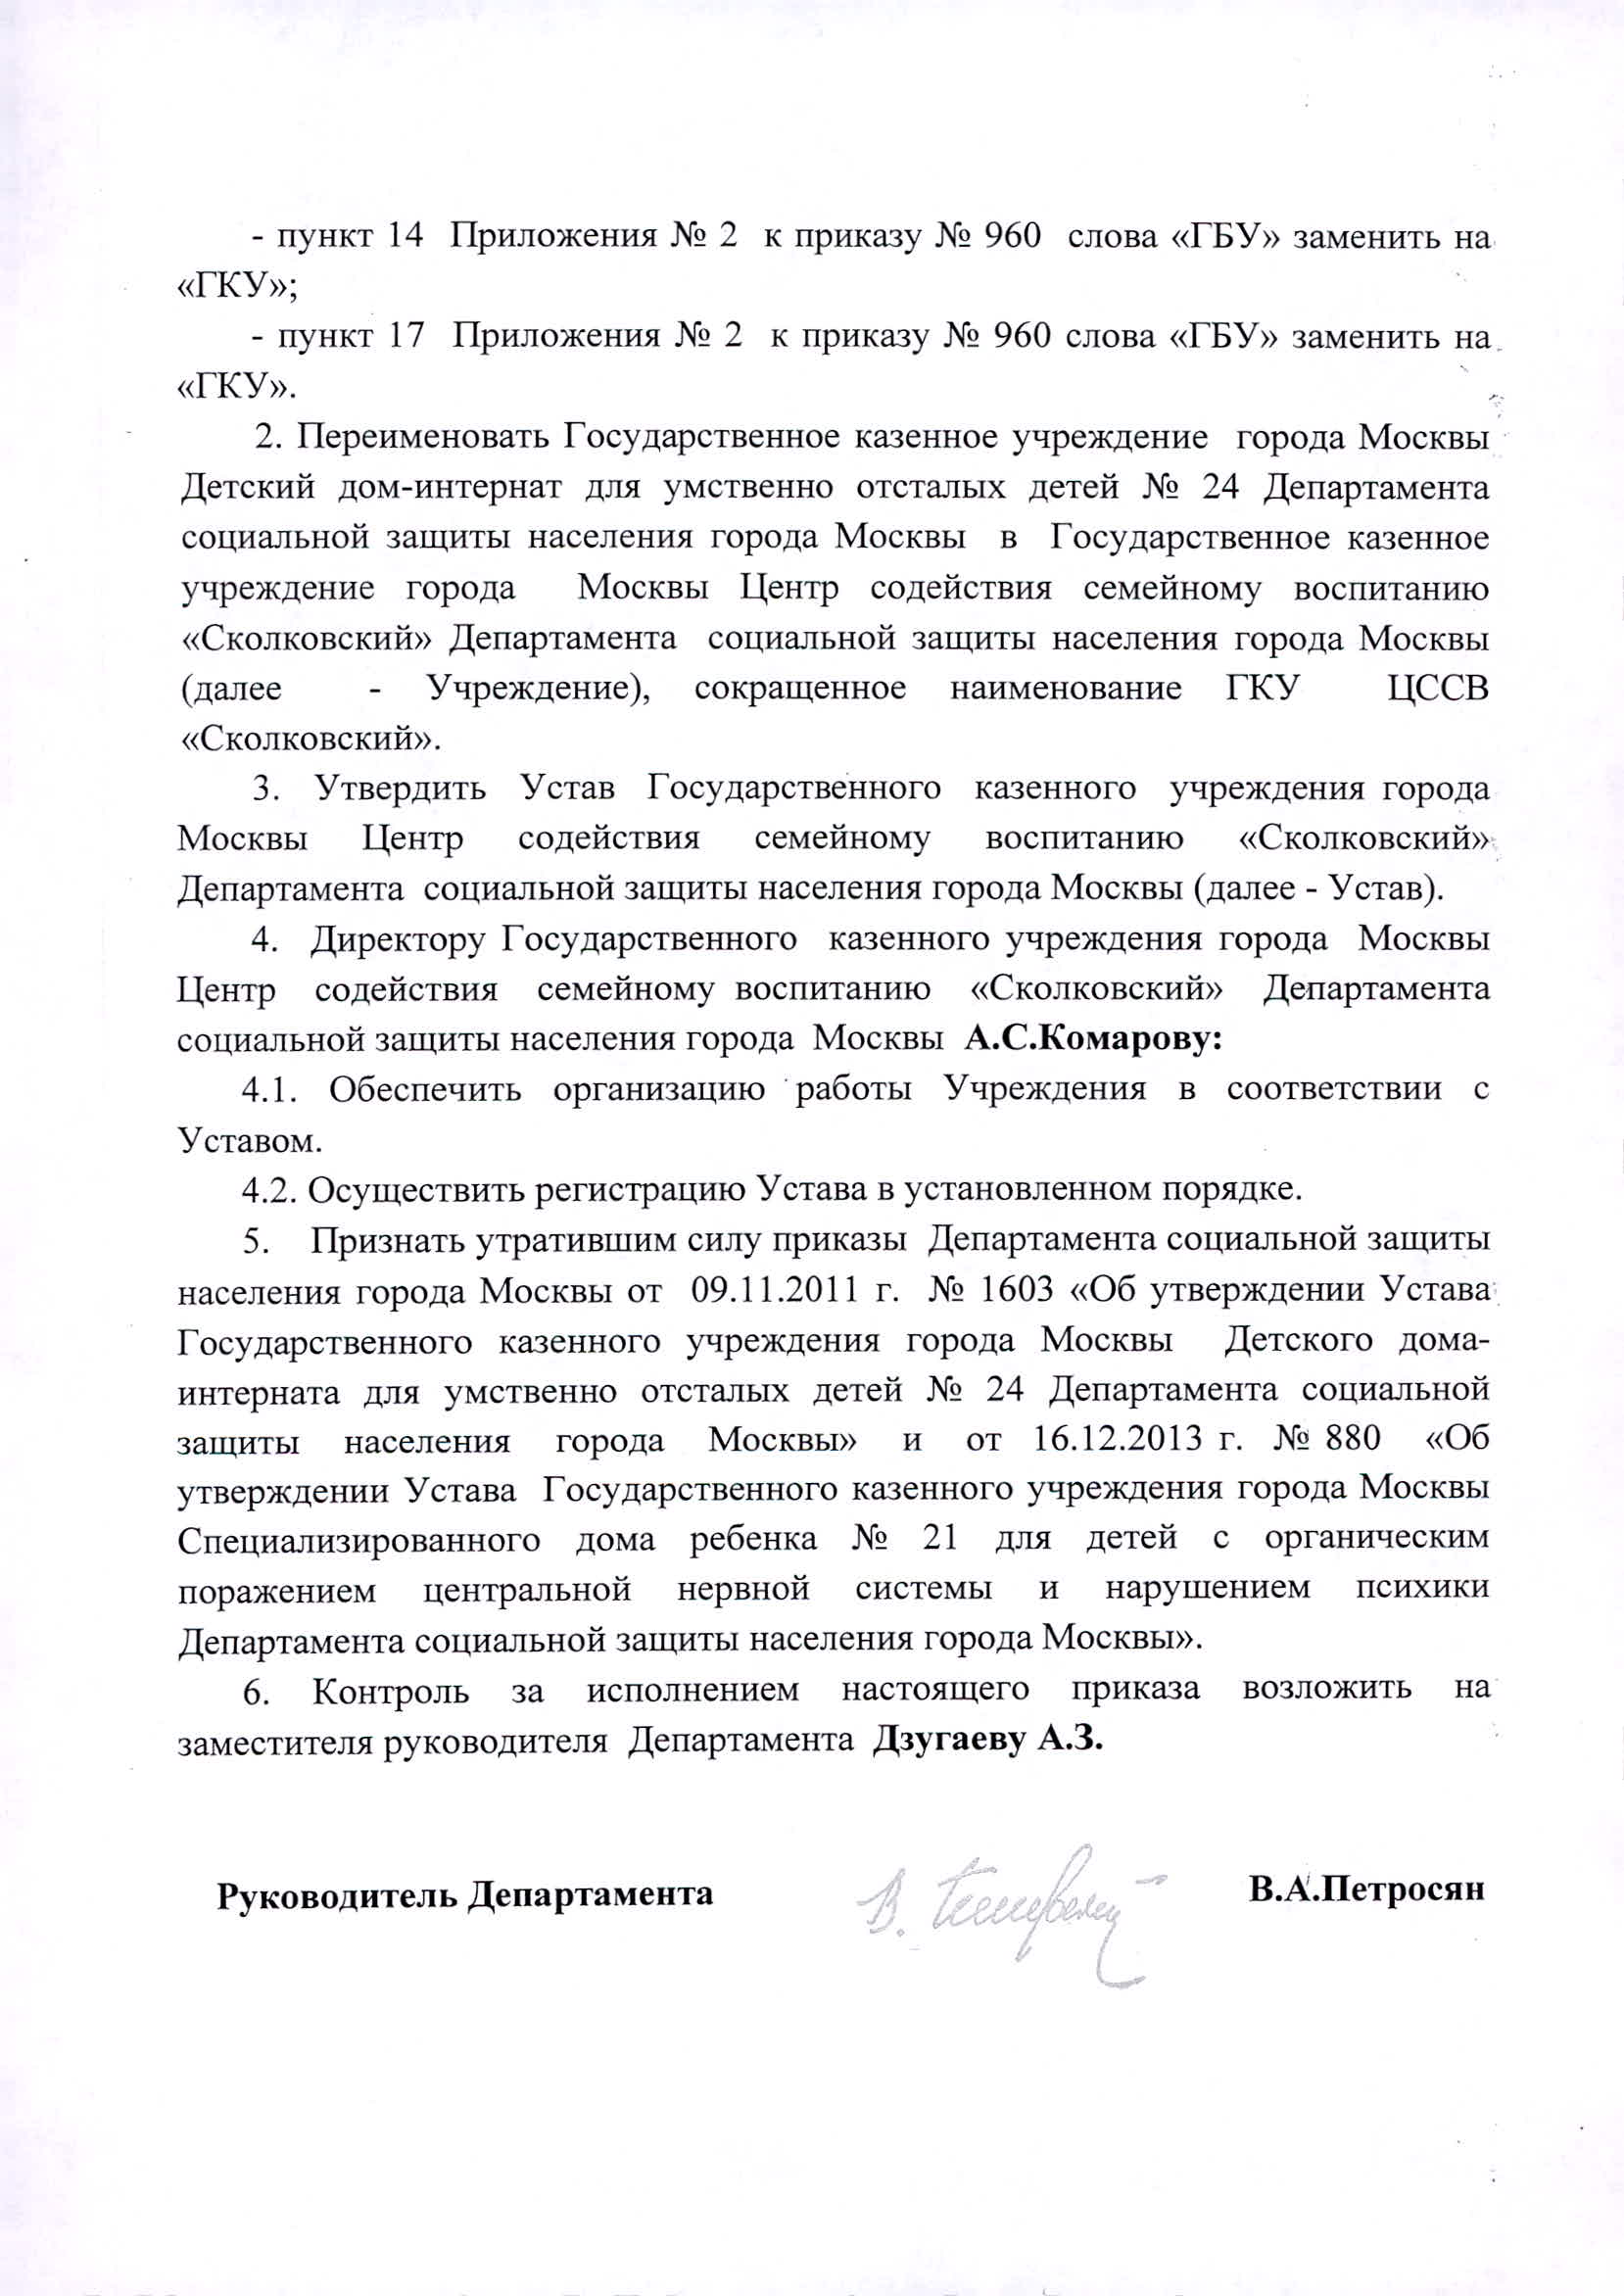 - пункт 14 Приложения № 2 к приказу № 960 слова «ГБУ» заменить на
«ГКУ»;
- пункт 17 Приложения № 2 к приказу № 960 слова «ГБУ» заменить на
«ГКУ».
2. Переименовать Государственное казенное учреждение города Москвы
Детский дом-интернат для умственно отсталых детей № 24 Департамента
социальной защиты населения города Москвы в Государственное казенное
учреждение города Москвы Центр содействия семейному воспитанию
«Сколковский» Департамента социальной защиты населения города Москвы
(далее - Учреждение), сокращенное наименование ГКУ ЦССВ
«Сколковский».
3. Утвердить Устав Государственного казенного учреждения города
Москвы Центр содействия семейному воспитанию «Сколковский»
Департамента социальной защиты населения города Москвы (далее - Устав).
4. Директору Государственного казенного учреждения города Москвы
Центр содействия семейному воспитанию «Сколковский» Департамента
социальной защиты населения города Москвы А.С.Комарову:
4.1. Обеспечить организацию работы Учреждения в соответствии с
Уставом.
4.2. Осуществить регистрацию Устава в установленном порядке.
5. Признать утратившим силу приказы Департамента социальной защиты
населения города Москвы от 09.11.2011 г. № 1603 «Об утверждении Устава
Государственного казенного учреждения города Москвы Детского дома-
интерната для умственно отсталых детей № 24 Департамента социальной
защиты населения города Москвы» и от 16.12.2013 г. № 880 «Об
утверждении Устава Государственного казенного учреждения города Москвы
Специализированного дома ребенка № 21 для детей с органическим
поражением центральной нервной системы и нарушением психики
Департамента социальной защиты населения города Москвы».
6. Контроль за исполнением настоящего приказа возложить на
заместителя руководителя Департамента Дзугаеву А.З.
Руководитель Департамента В.А.Петросян